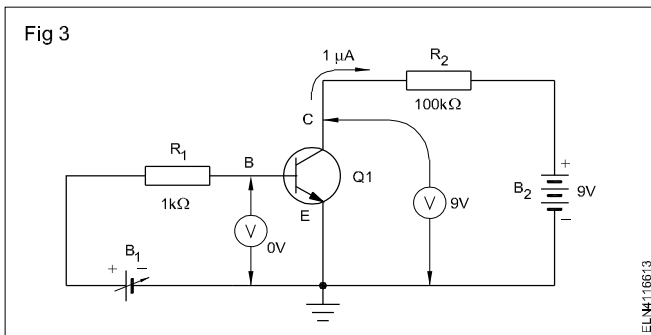 Fig 3
1 μA
R2
100kΩ
C
R1
1kΩ
B
Q1
E
V
0V
V
9V
B1
+ -
B2
+
9V
-
ELN4116613